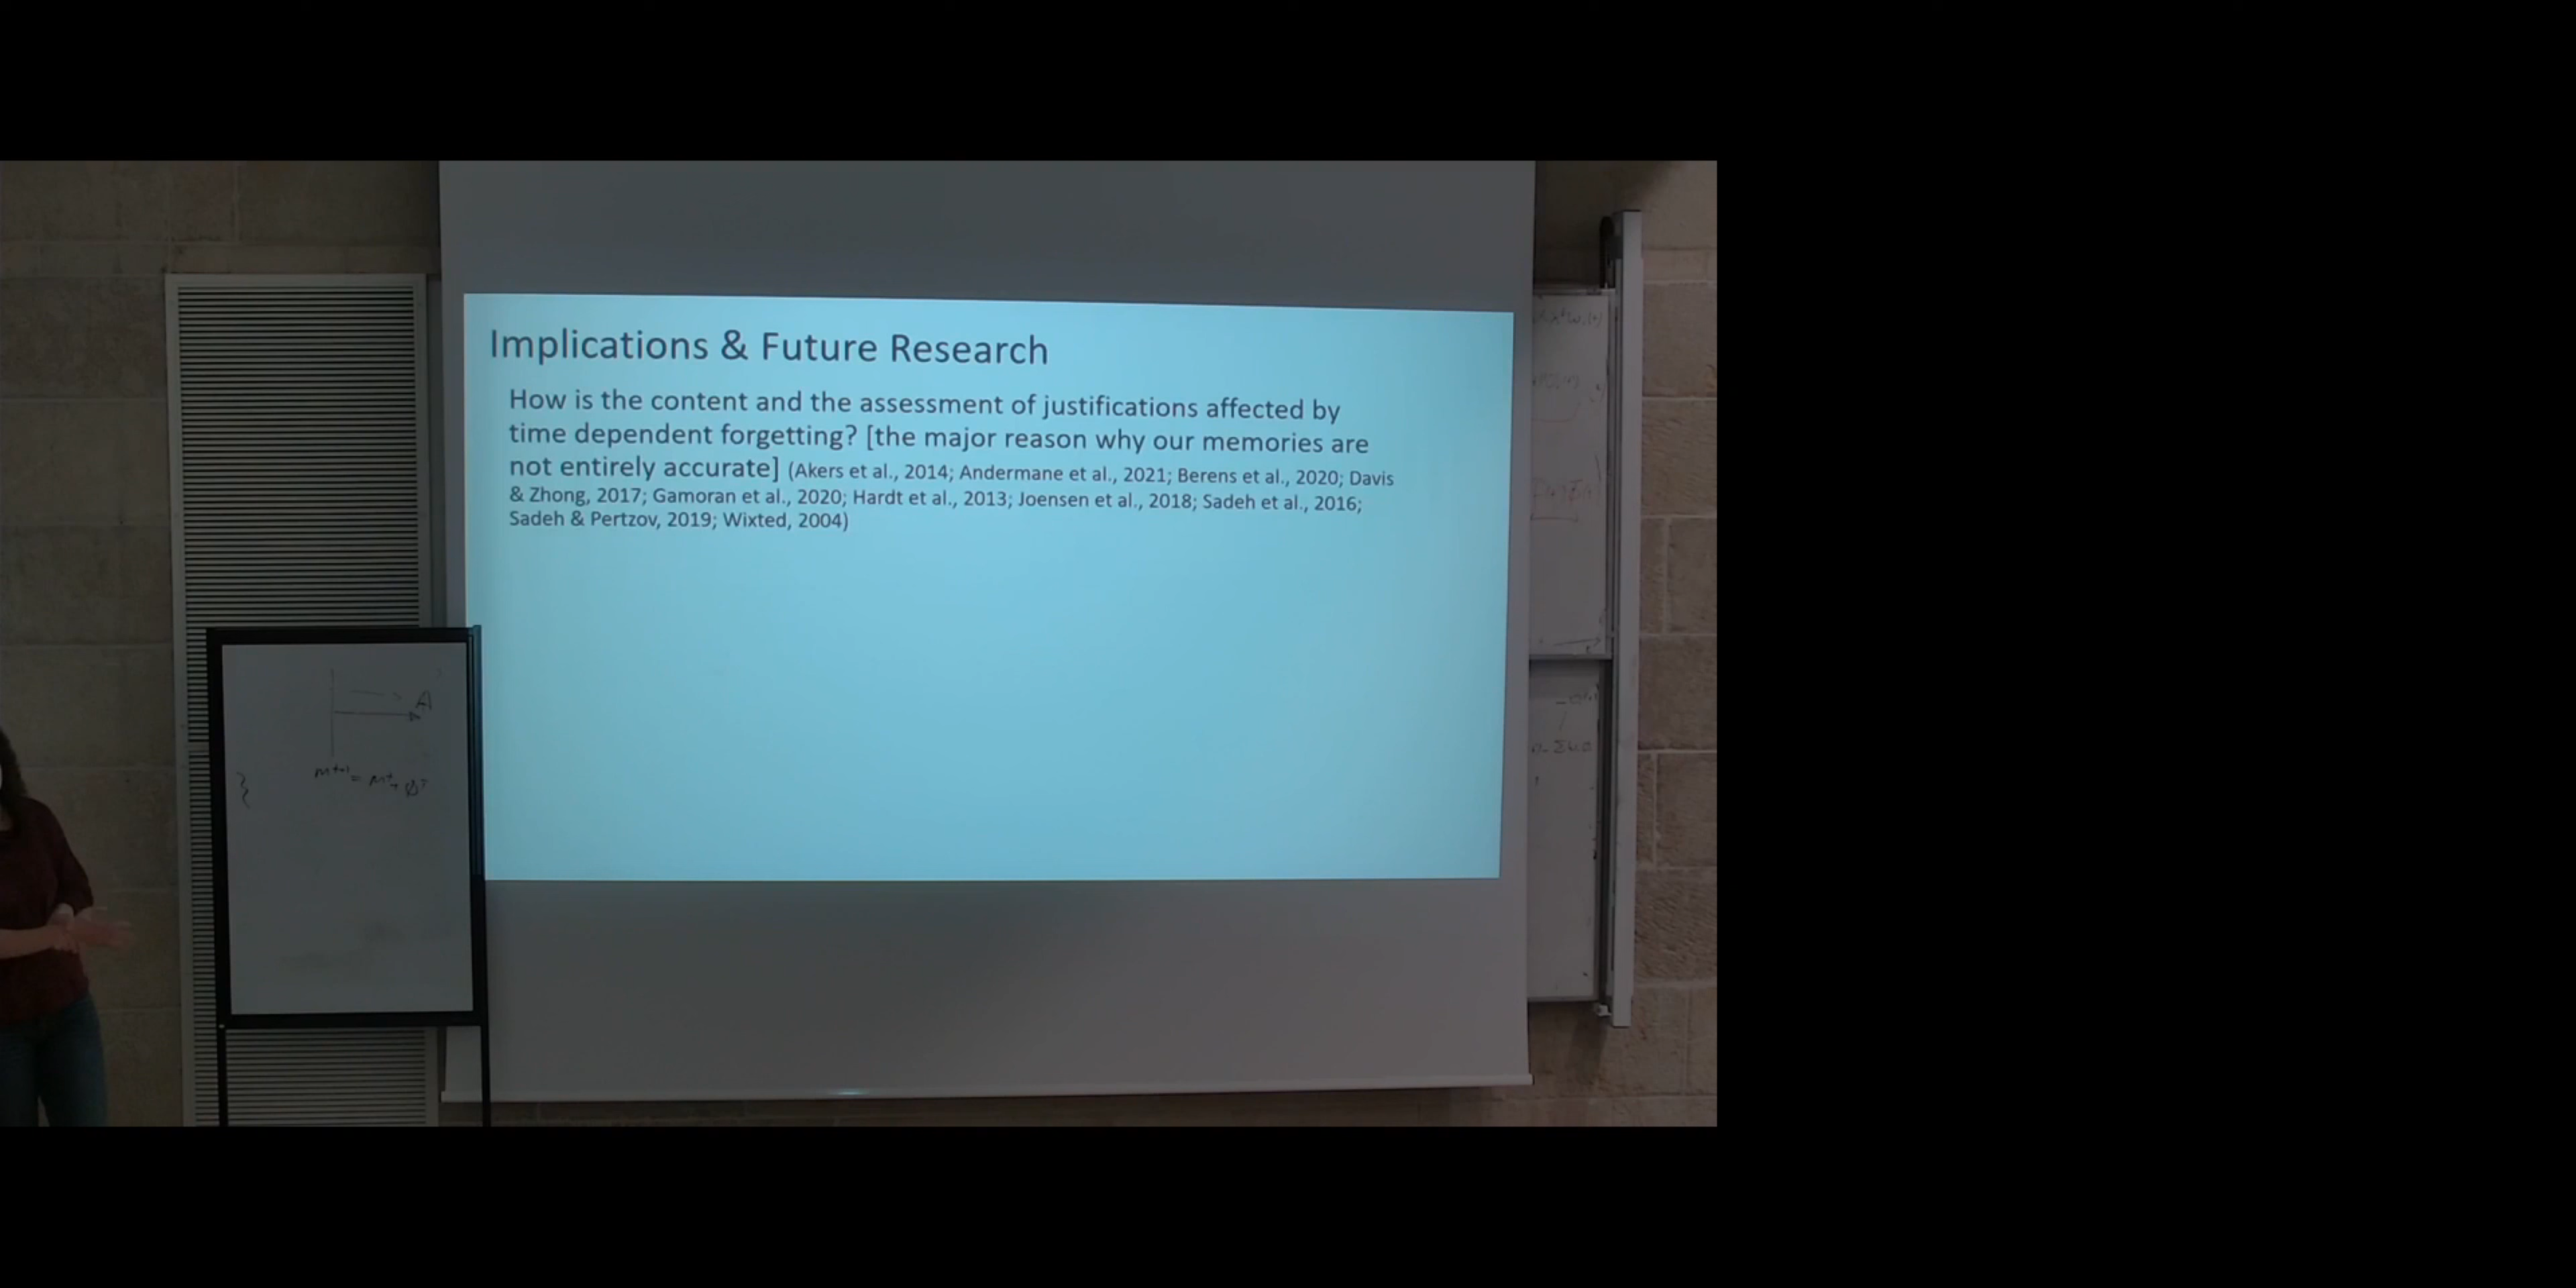 Implications & Future Research
How is the content and the assessment of justifications affected by
time dependent forgetting? [the major reason why our memories are
not entirely accurate] (Akers et al., 2014; Andermane et al., 2021; Berens et al., 2020; Davis
& Zhong, 2017; Gamoran et al., 2020; Hardt et al., 2013; Joensen et al., 2018; Sadeh et al., 2016;
Sadeh & Pertzov, 2019; Wixted, 2004)
A